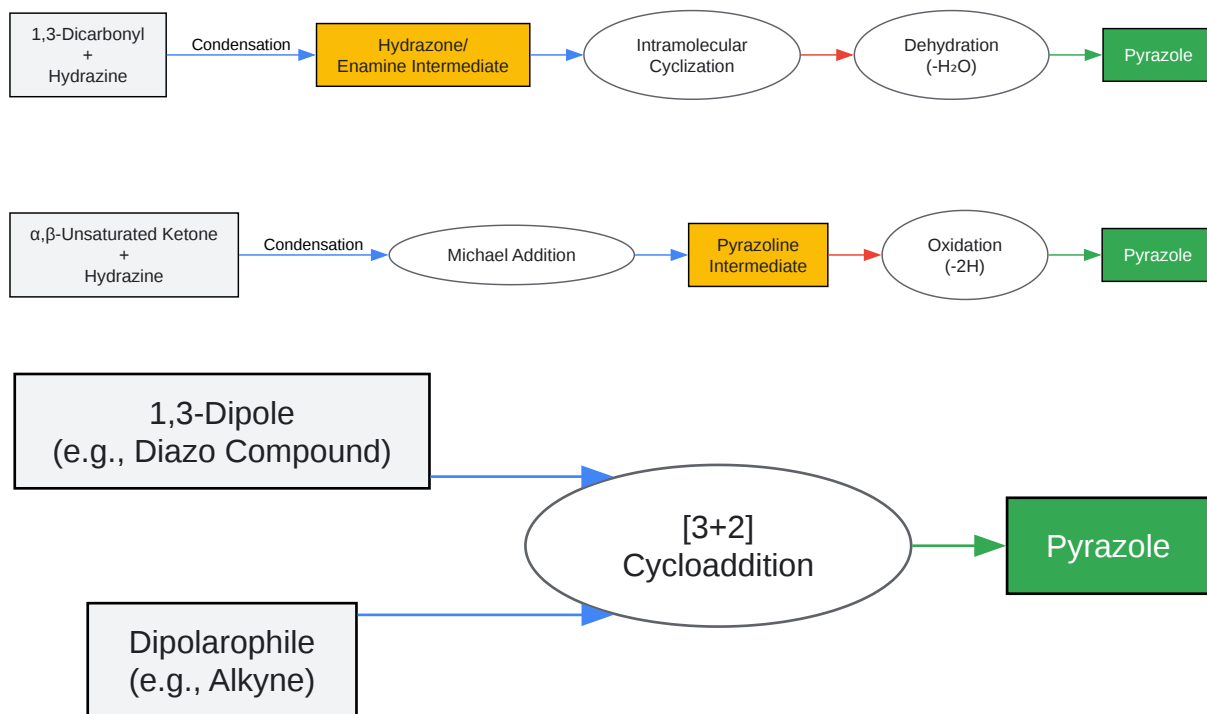 1,3-Dicarbonyl
+
Hydrazine
Condensation
Hydrazone/
Enamine Intermediate
Intramolecular
Cyclization
Dehydration
(-H₂O)
Pyrazole
α,β-Unsaturated Ketone
+
Hydrazine
Condensation
Michael Addition
Pyrazoline
Intermediate
Oxidation
(-2H)
Pyrazole
1,3-Dipole
(e.g., Diazo Compound)
[3+2]
Cycloaddition
Pyrazole
Dipolarophile
(e.g., Alkyne)